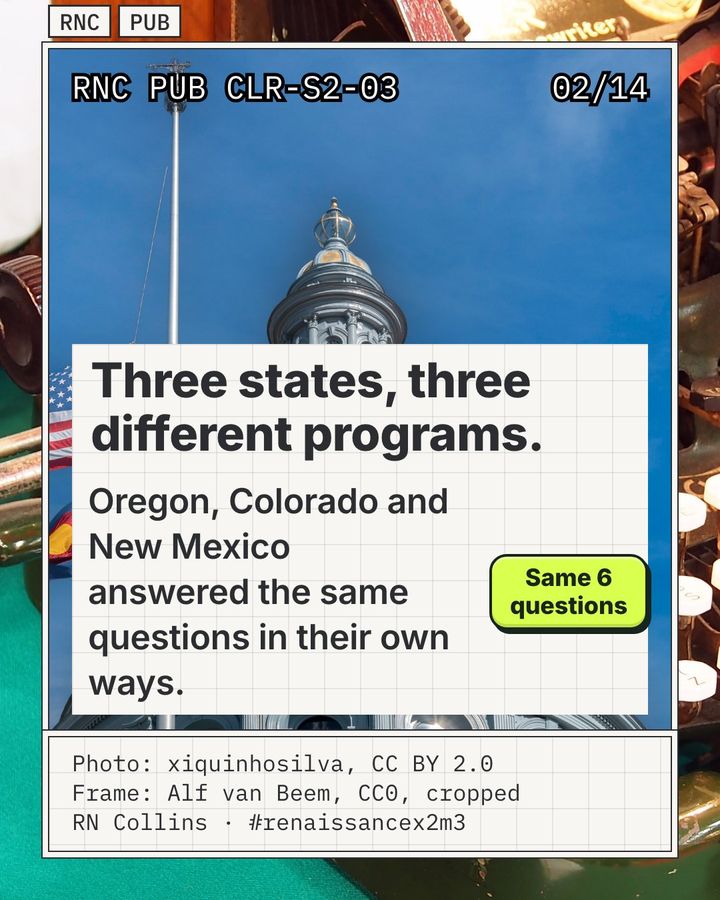 RNC PUB
RNC PUB CLR-S2-03 02/14
Three states, three
different programs.
Oregon, Colorado and
New Mexico
answered the same
questions in their own
ways.
Same 6
questions
Photo: xiquinhosilva, CC BY 2.0
Frame: Alf van Beem, CC0, cropped
RN Collins · #renaissancex2m3